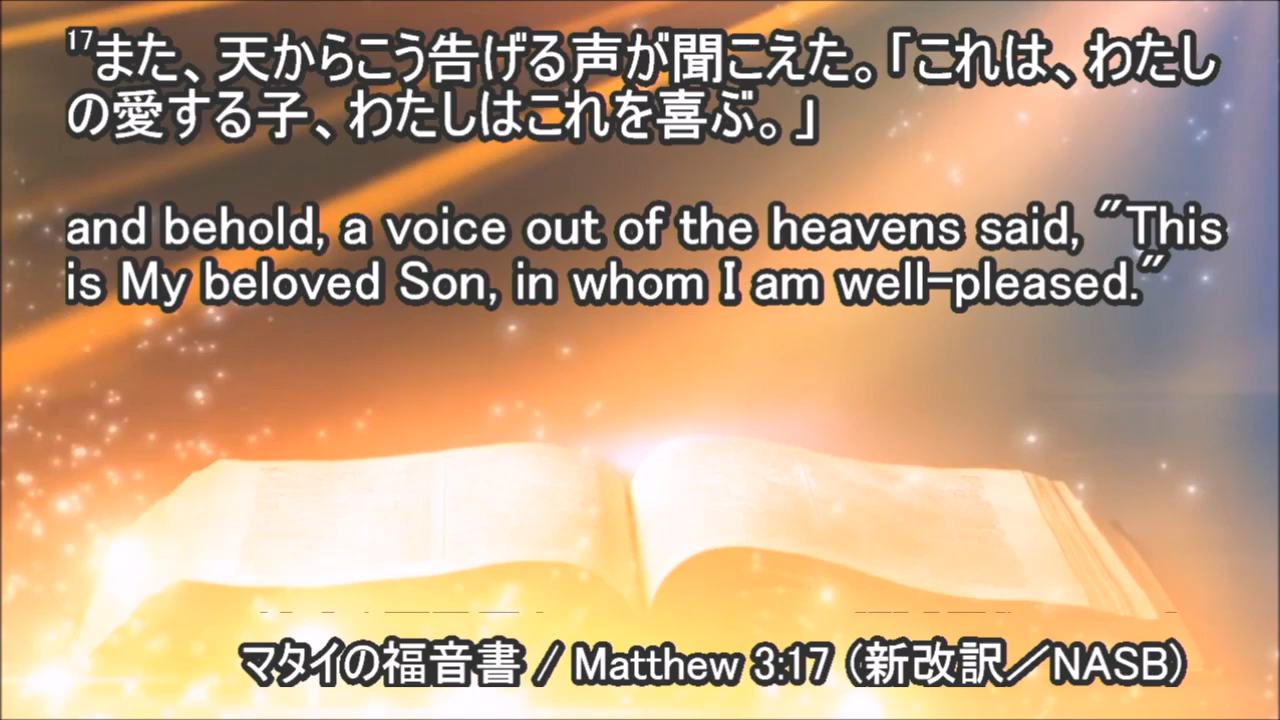 17また、天からこう告げる声が聞こえた。「これは、わたし
の愛する子、わたしはこれを喜ぶ。」
and behold, a voice out of the heavens said, "This
is My beloved Son, in whom I am well-pleased."
マタイの福音書 / Matthew 3:17 (新改訳／NASB)